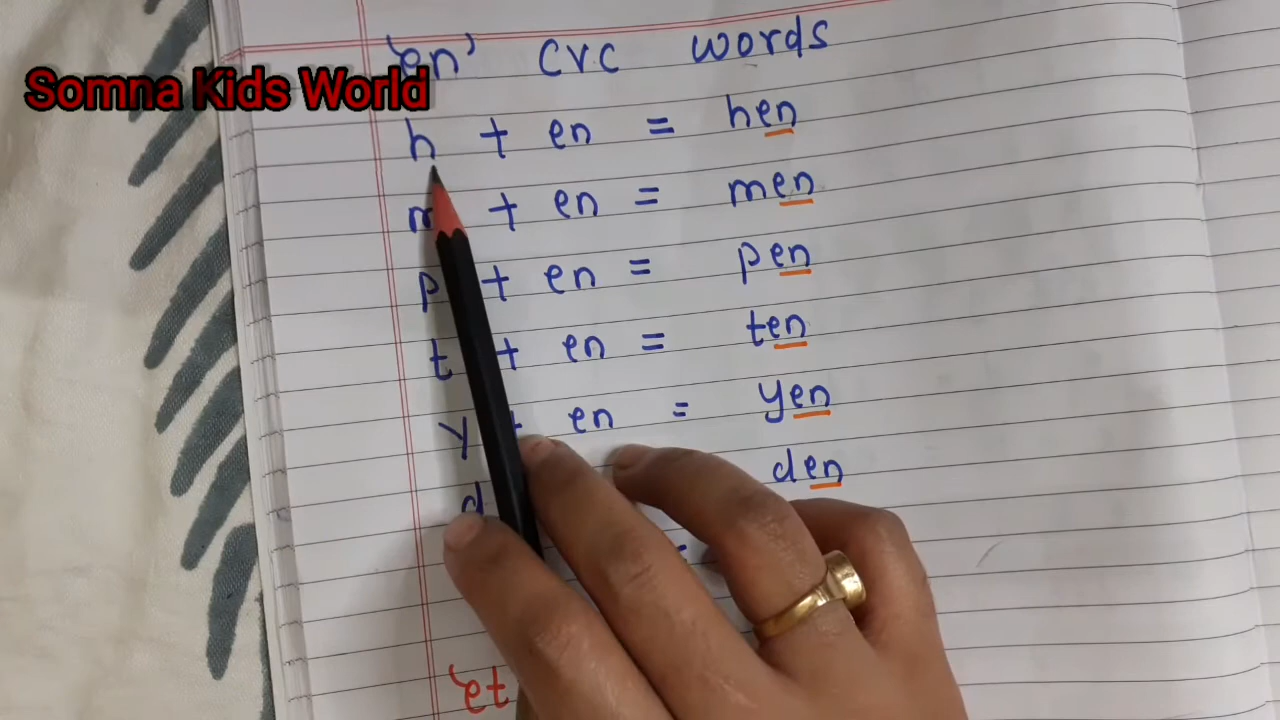 'en' cvc words
Somna Kids World
h + en = hen
m + en = men
p + en = pen
t + en = ten
y + en = yen
d den
=
'et